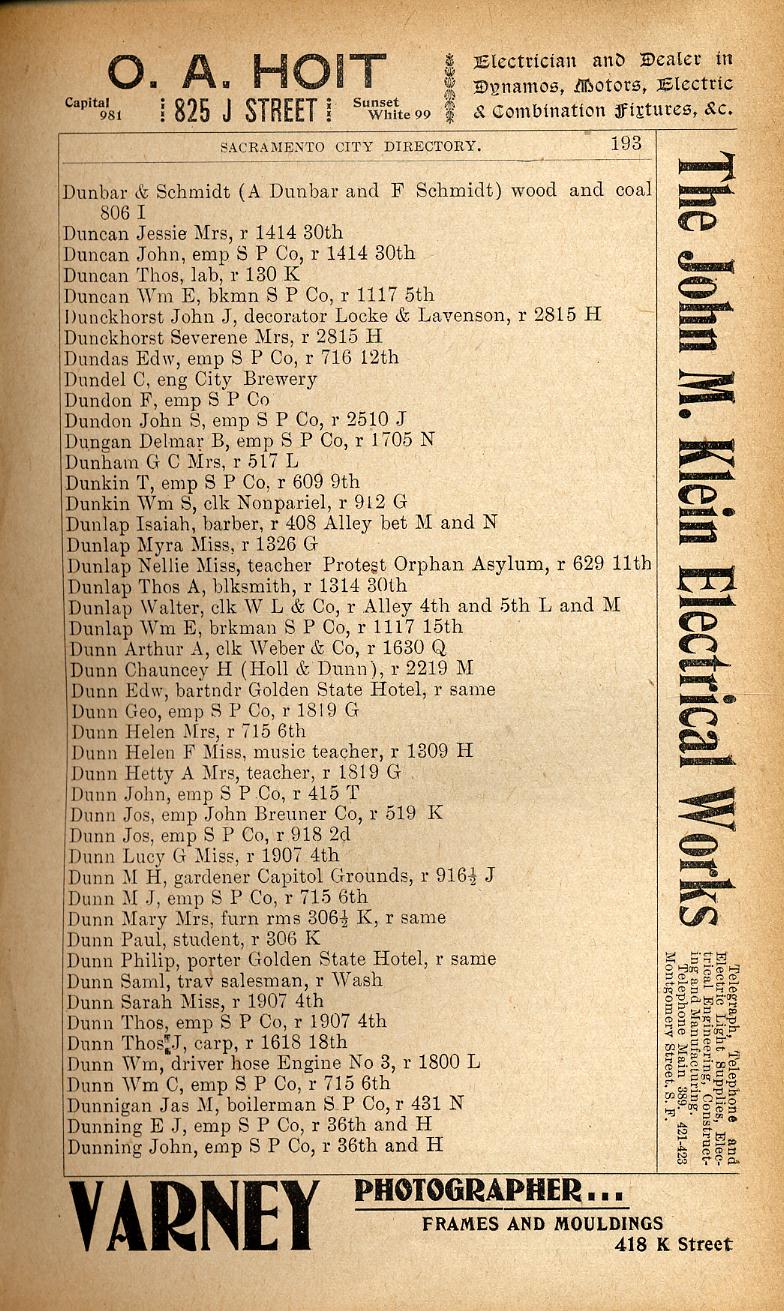 O. A. HOIT
Capital 981
825 J STREET
Sunset White 99
Electrician and Dealer in
Dynamos, Motors, Electric
& Combination Fixtures, &c.
SACRAMENTO CITY DIRECTORY. 193
Dunbar & Schmidt (A Dunbar and F Schmidt) wood and coal
806 I
Duncan Jessie Mrs, r 1414 30th
Duncan John, emp S P Co, r 1414 30th
Duncan Thos, lab, r 130 K
Duncan Wm E, bkmn S P Co, r 1117 5th
Dunckhorst John J, decorator Locke & Lavenson, r 2815 H
Dunckhorst Severene Mrs, r 2815 H
Dundas Edw, emp S P Co, r 716 12th
Dundel C, eng City Brewery
Dundon F, emp S P Co
Dundon John S, emp S P Co, r 2510 J
Dungan Delmar B, emp S P Co, r 1705 N
Dunham G C Mrs, r 517 L
Dunkin T, emp S P Co, r 609 9th
Dunkin Wm S, clk Nonpariel, r 912 G
Dunlap Isaiah, barber, r 408 Alley bet M and N
Dunlap Myra Miss, r 1326 G
Dunlap Nellie Miss, teacher Protest Orphan Asylum, r 629 11th
Dunlap Thos A, blksmith, r 1314 30th
Dunlap Walter, clk W L & Co, r Alley 4th and 5th L and M
Dunlap Wm E, brkman S P Co, r 1117 15th
Dunn Arthur A, clk Weber & Co, r 1630 Q
Dunn Chauncey H (Holl & Dunn), r 2219 M
Dunn Edw, bartndr Golden State Hotel, r same
Dunn Geo, emp S P Co, r 1819 G
Dunn Helen Mrs, r 715 6th
Dunn Helen F Miss, music teacher, r 1309 H
Dunn Hetty A Mrs, teacher, r 1819 G
Dunn John, emp S P Co, r 415 T
Dunn Jos, emp John Breuner Co, r 519 K
Dunn Jos, emp S P Co, r 918 2d
Dunn Lucy G Miss, r 1907 4th
Dunn M H, gardener Capitol Grounds, r 916½ J
Dunn M J, emp S P Co, r 715 6th
Dunn Mary Mrs, furn rms 306½ K, r same
Dunn Paul, student, r 306 K
Dunn Philip, porter Golden State Hotel, r same
Dunn Saml, trav salesman, r Wash
Dunn Sarah Miss, r 1907 4th
Dunn Thos, emp S P Co, r 1907 4th
Dunn Thos J, carp, r 1618 18th
Dunn Wm, driver hose Engine No 3, r 1800 L
Dunn Wm C, emp S P Co, r 715 6th
Dunnigan Jas M, boilerman S P Co, r 431 N
Dunning E J, emp S P Co, r 36th and H
Dunning John, emp S P Co, r 36th and H
The John M. Klein Electrical Works
Telegraph, Telephone and
Electric Light Supplies, Elec-
trical Engineering, Construct-
ing and Manufacturing.
Telephone Main 389. 421-423
Montgomery Street, S. F.
VARNEY
PHOTOGRAPHER...
FRAMES AND MOULDINGS
418 K Street